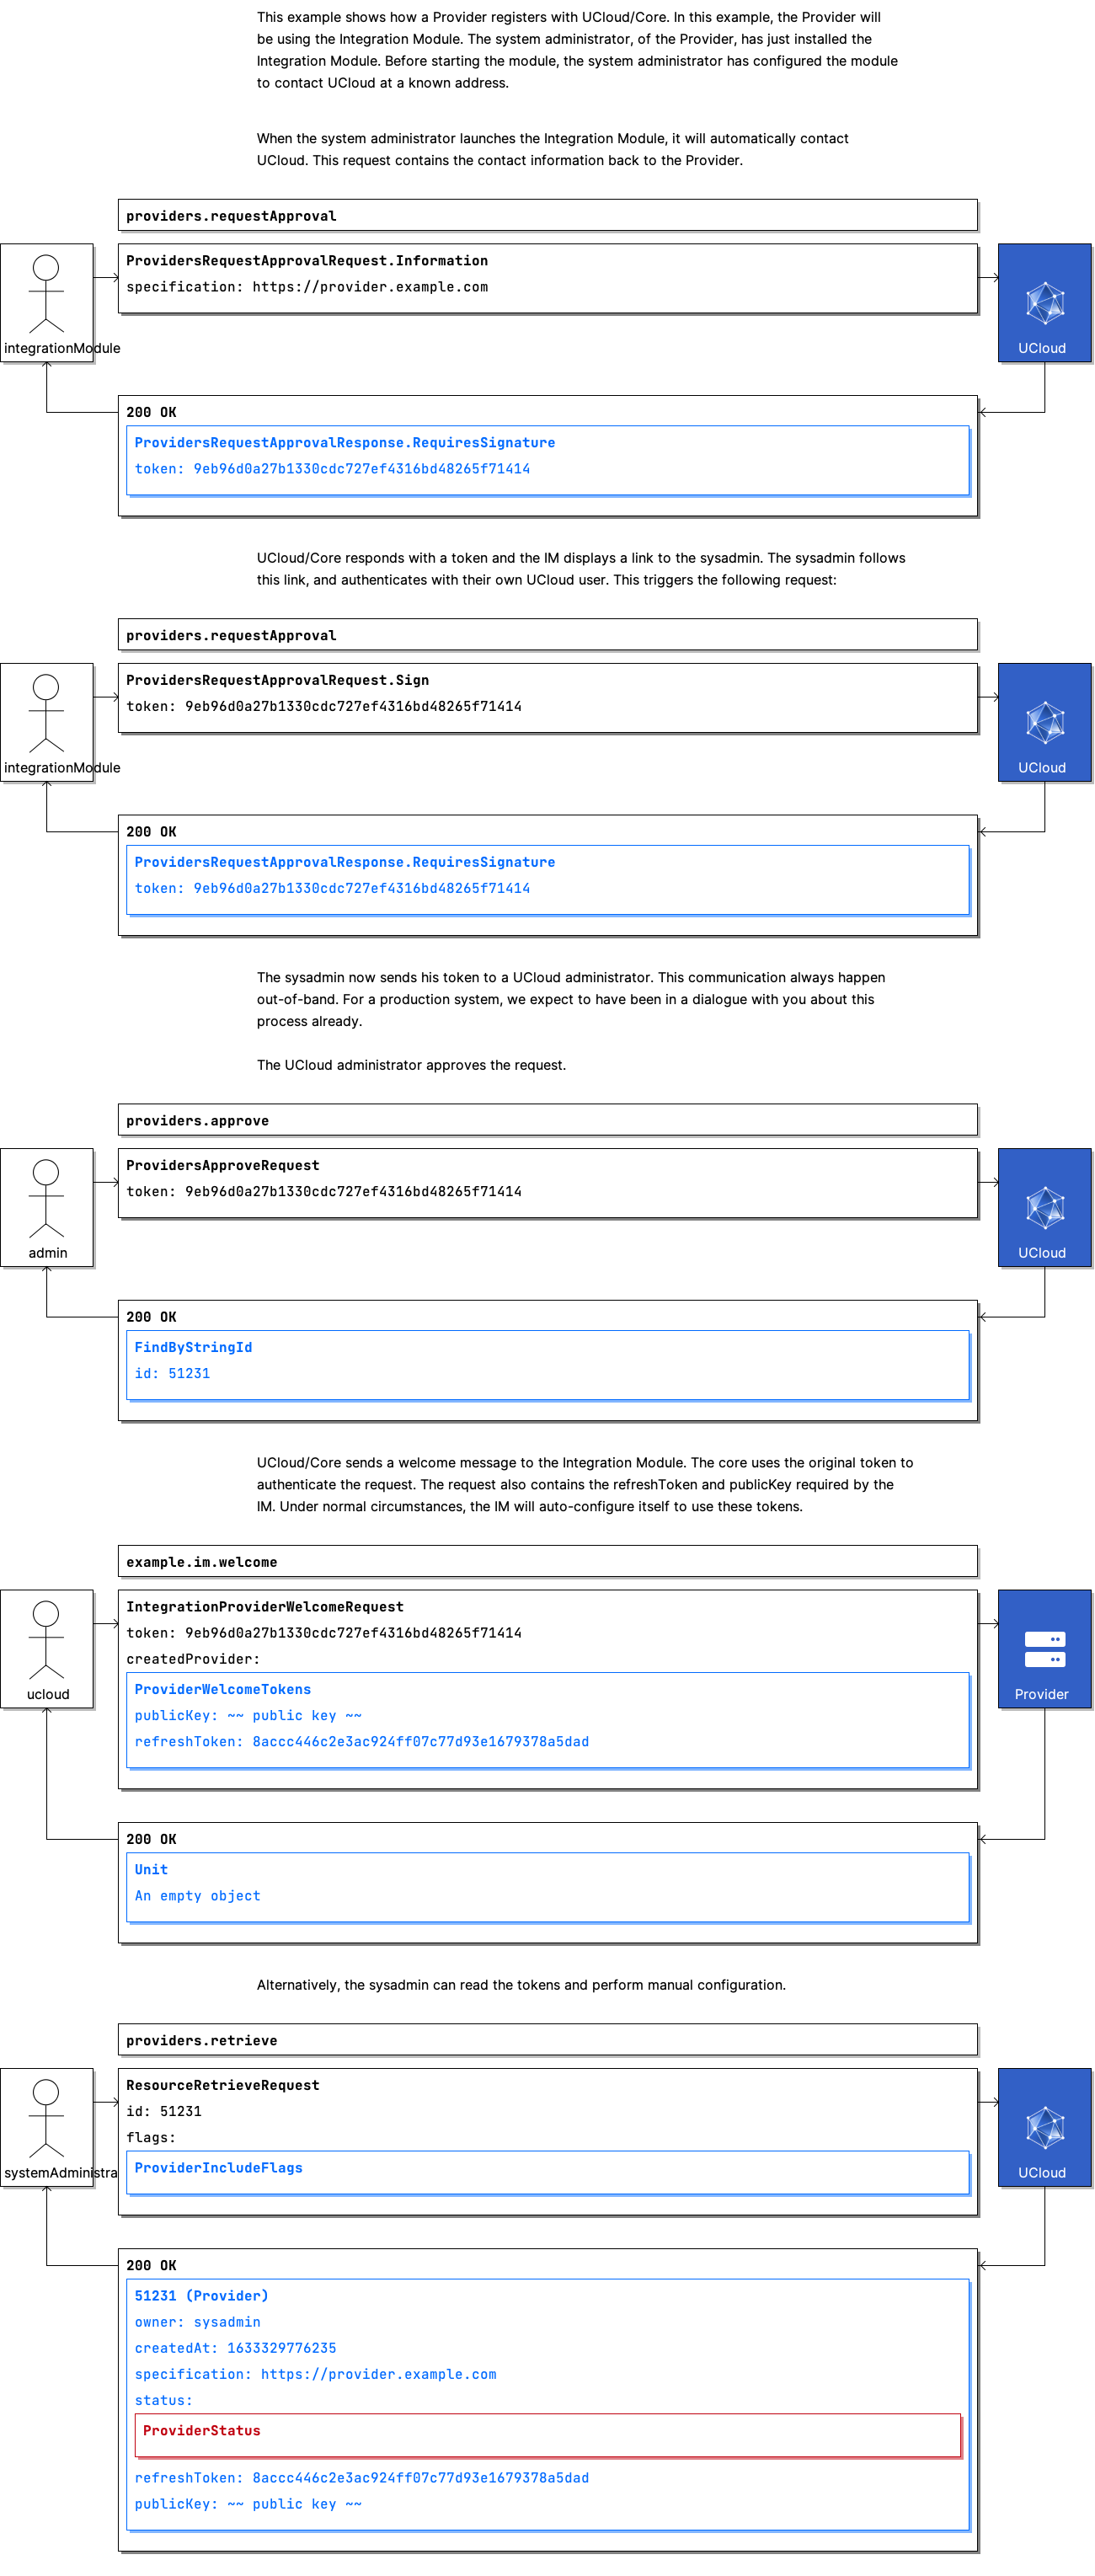 This example shows how a Provider registers with UCloud/Core. In this example, the Provider will
be using the Integration Module. The system administrator, of the Provider, has just installed the
Integration Module. Before starting the module, the system administrator has configured the module
to contact UCloud at a known address.
When the system administrator launches the Integration Module, it will automatically contact
UCloud. This request contains the contact information back to the Provider.
providers.requestApproval
ProvidersRequestApprovalRequest.Information
specification: https://provider.example.com
integrationModule
UCloud
200 OK
ProvidersRequestApprovalResponse.RequiresSignature
token: 9eb96d0a27b1330cdc727ef4316bd48265f71414
UCloud/Core responds with a token and the IM displays a link to the sysadmin. The sysadmin follows
this link, and authenticates with their own UCloud user. This triggers the following request:
providers.requestApproval
ProvidersRequestApprovalRequest.Sign
token: 9eb96d0a27b1330cdc727ef4316bd48265f71414
integrationModule
UCloud
200 OK
ProvidersRequestApprovalResponse.RequiresSignature
token: 9eb96d0a27b1330cdc727ef4316bd48265f71414
The sysadmin now sends his token to a UCloud administrator. This communication always happen
out-of-band. For a production system, we expect to have been in a dialogue with you about this
process already.
The UCloud administrator approves the request.
providers.approve
ProvidersApproveRequest
token: 9eb96d0a27b1330cdc727ef4316bd48265f71414
admin
UCloud
200 OK
FindByStringId
id: 51231
UCloud/Core sends a welcome message to the Integration Module. The core uses the original token to
authenticate the request. The request also contains the refreshToken and publicKey required by the
IM. Under normal circumstances, the IM will auto-configure itself to use these tokens.
example.im.welcome
IntegrationProviderWelcomeRequest
token: 9eb96d0a27b1330cdc727ef4316bd48265f71414
createdProvider:
ProviderWelcomeTokens
publicKey: ~~ public key ~~
refreshToken: 8accc446c2e3ac924ff07c77d93e1679378a5dad
ucloud
Provider
200 OK
Unit
An empty object
Alternatively, the sysadmin can read the tokens and perform manual configuration.
providers.retrieve
ResourceRetrieveRequest
id: 51231
flags:
ProviderIncludeFlags
systemAdministra
UCloud
200 OK
51231 (Provider)
owner: sysadmin
createdAt: 1633329776235
specification: https://provider.example.com
status:
ProviderStatus
refreshToken: 8accc446c2e3ac924ff07c77d93e1679378a5dad
publicKey: ~~ public key ~~